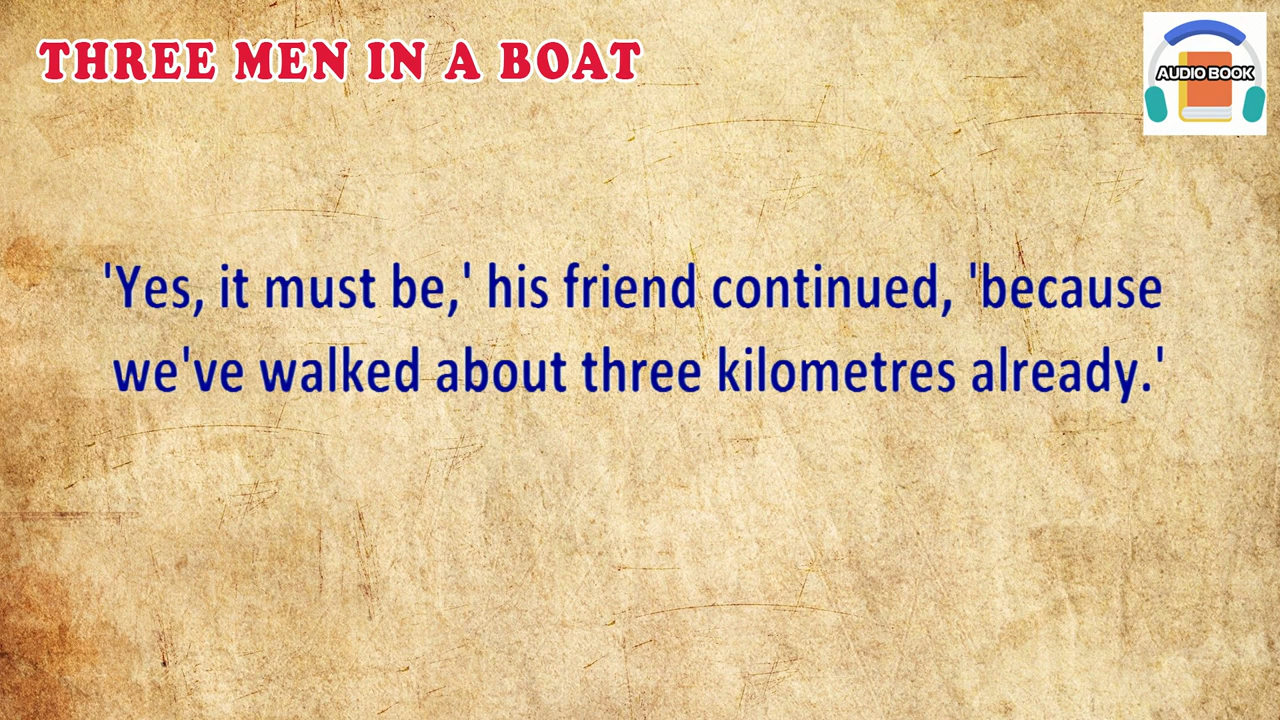 THREE MEN IN A BOAT
AUDIO BOOK
'Yes, it must be,' his friend continued, 'because
we've walked about three kilometres already.'